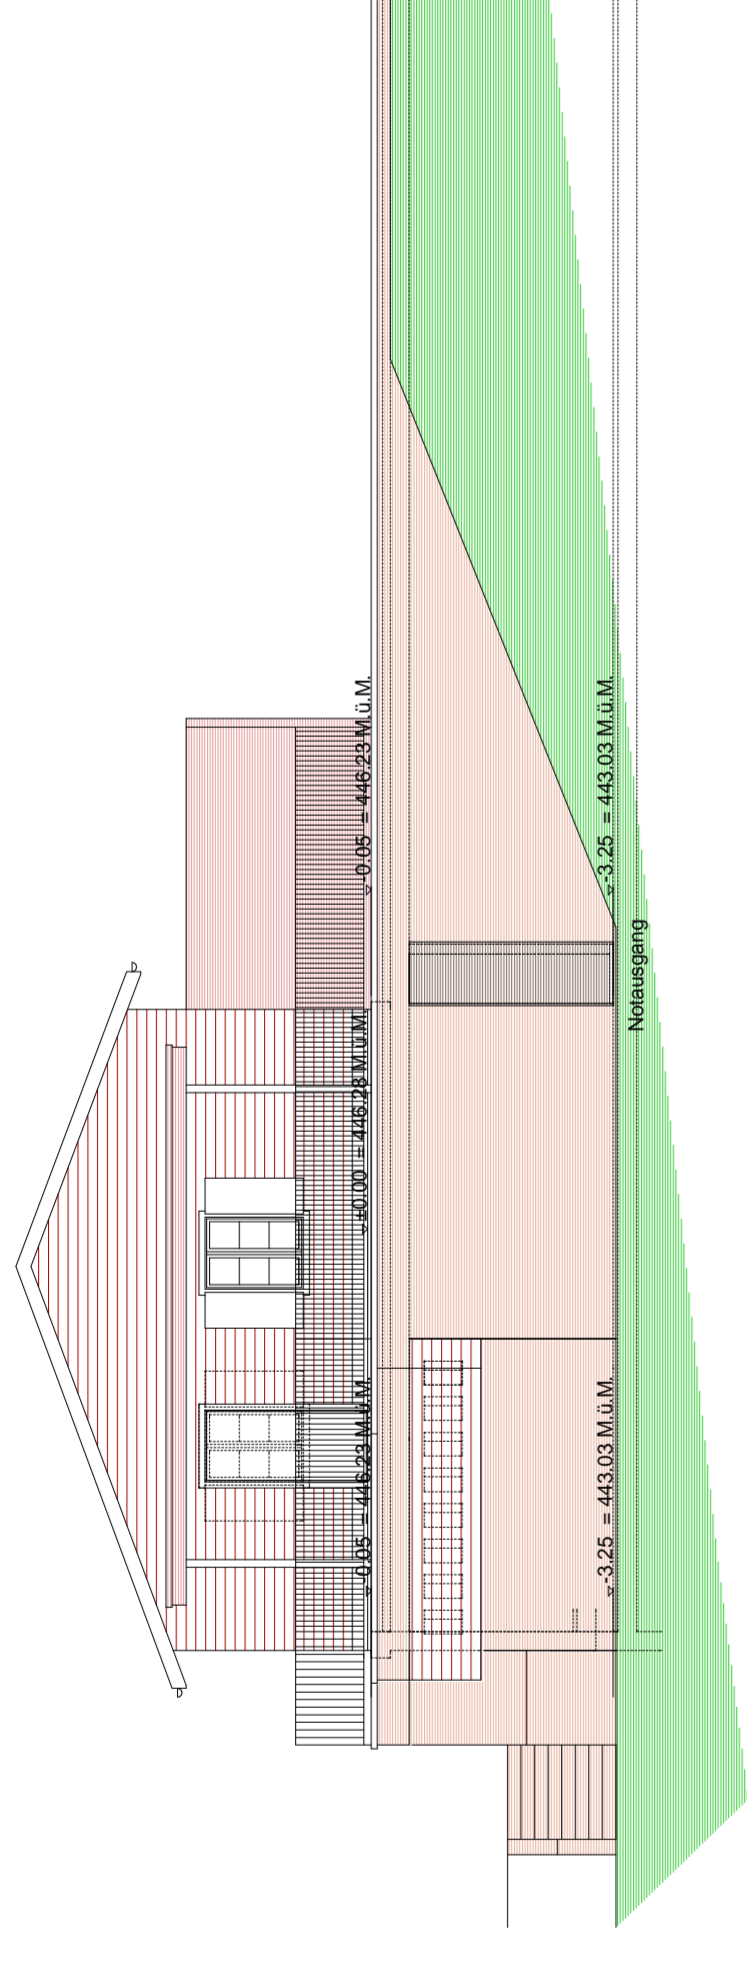 -0.05 = 446.23 M.ü.M.
±0.00 = 446.28 M.ü.M.
-0.05 = 446.23 M.ü.M.
-3.25 = 443.03 M.ü.M.
-3.25 = 443.03 M.ü.M.
Notausgang